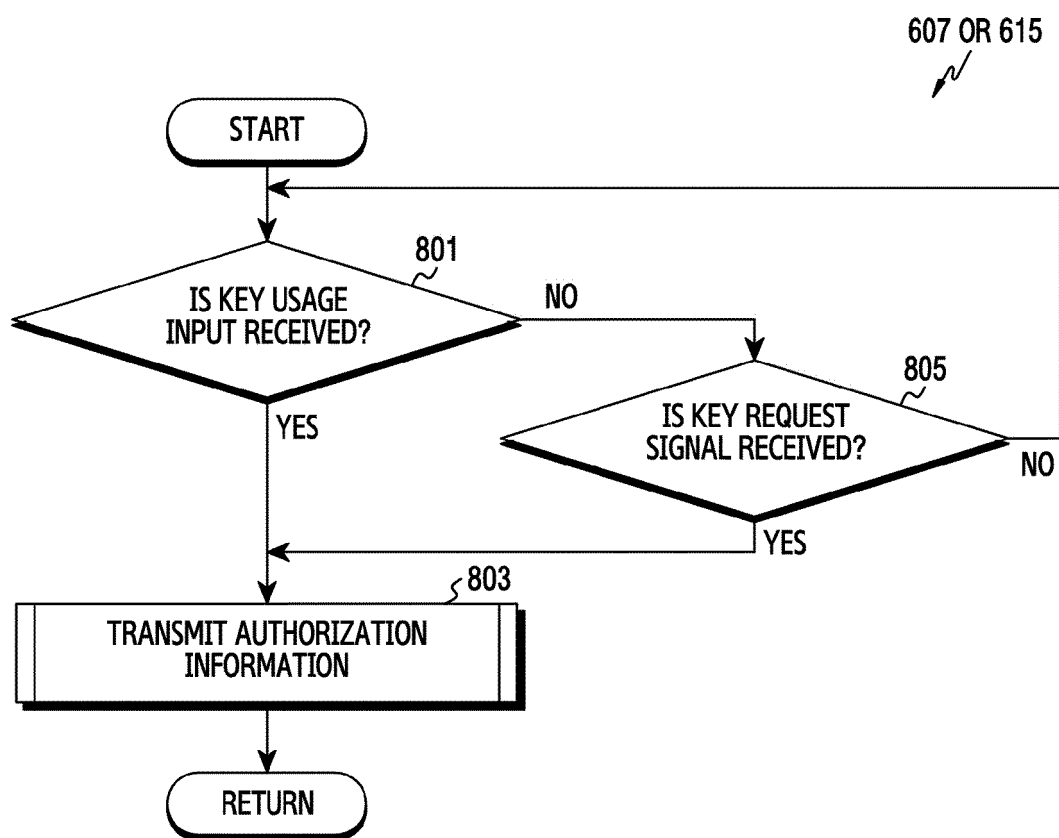 607 OR 615
START
801
IS KEY USAGE
INPUT RECEIVED?
NO
YES
805
IS KEY REQUEST
SIGNAL RECEIVED?
NO
YES
803
TRANSMIT AUTHORIZATION
INFORMATION
RETURN